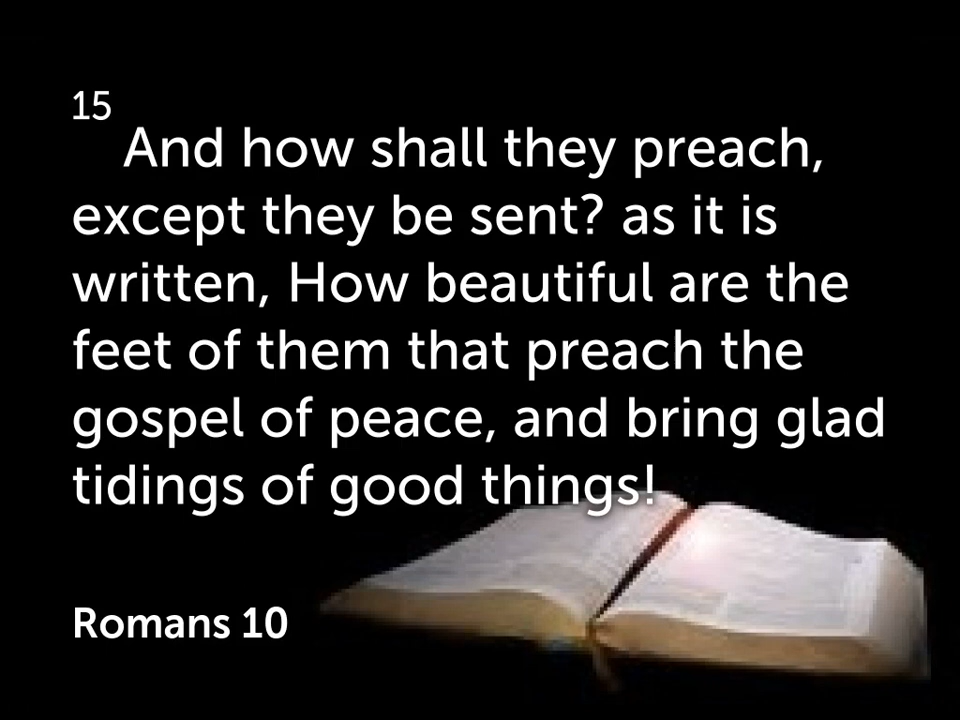 15
And how shall they preach,
except they be sent? as it is
written, How beautiful are the
feet of them that preach the
gospel of peace, and bring glad
tidings of good things!
Romans 10